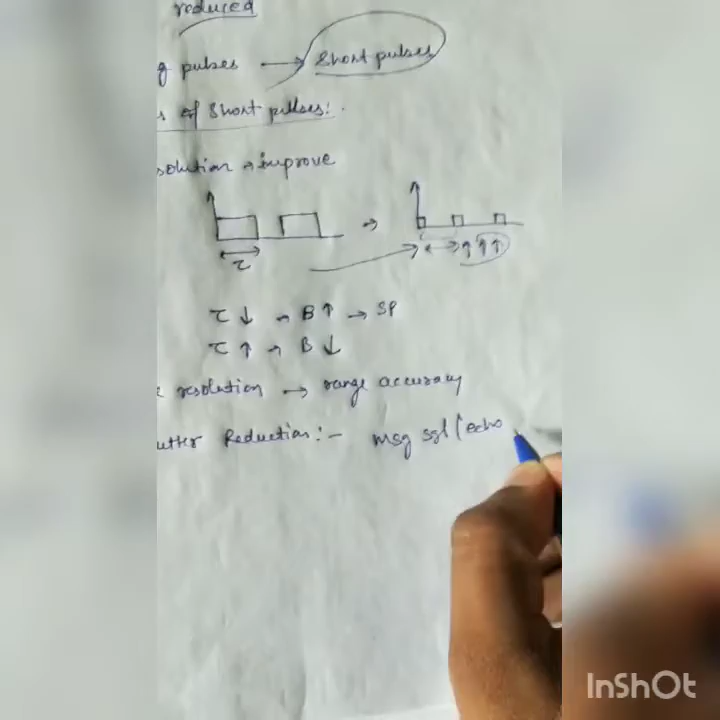 reduced
g pulses → Short pulses
s of Short pulses:
solution → improve
→
τ
↑↑↑
τ ↓ → B ↑ → SP
τ ↑ → B ↓
resolution → range accuracy
utter Reduction:- msg sgl (echo
InShOt